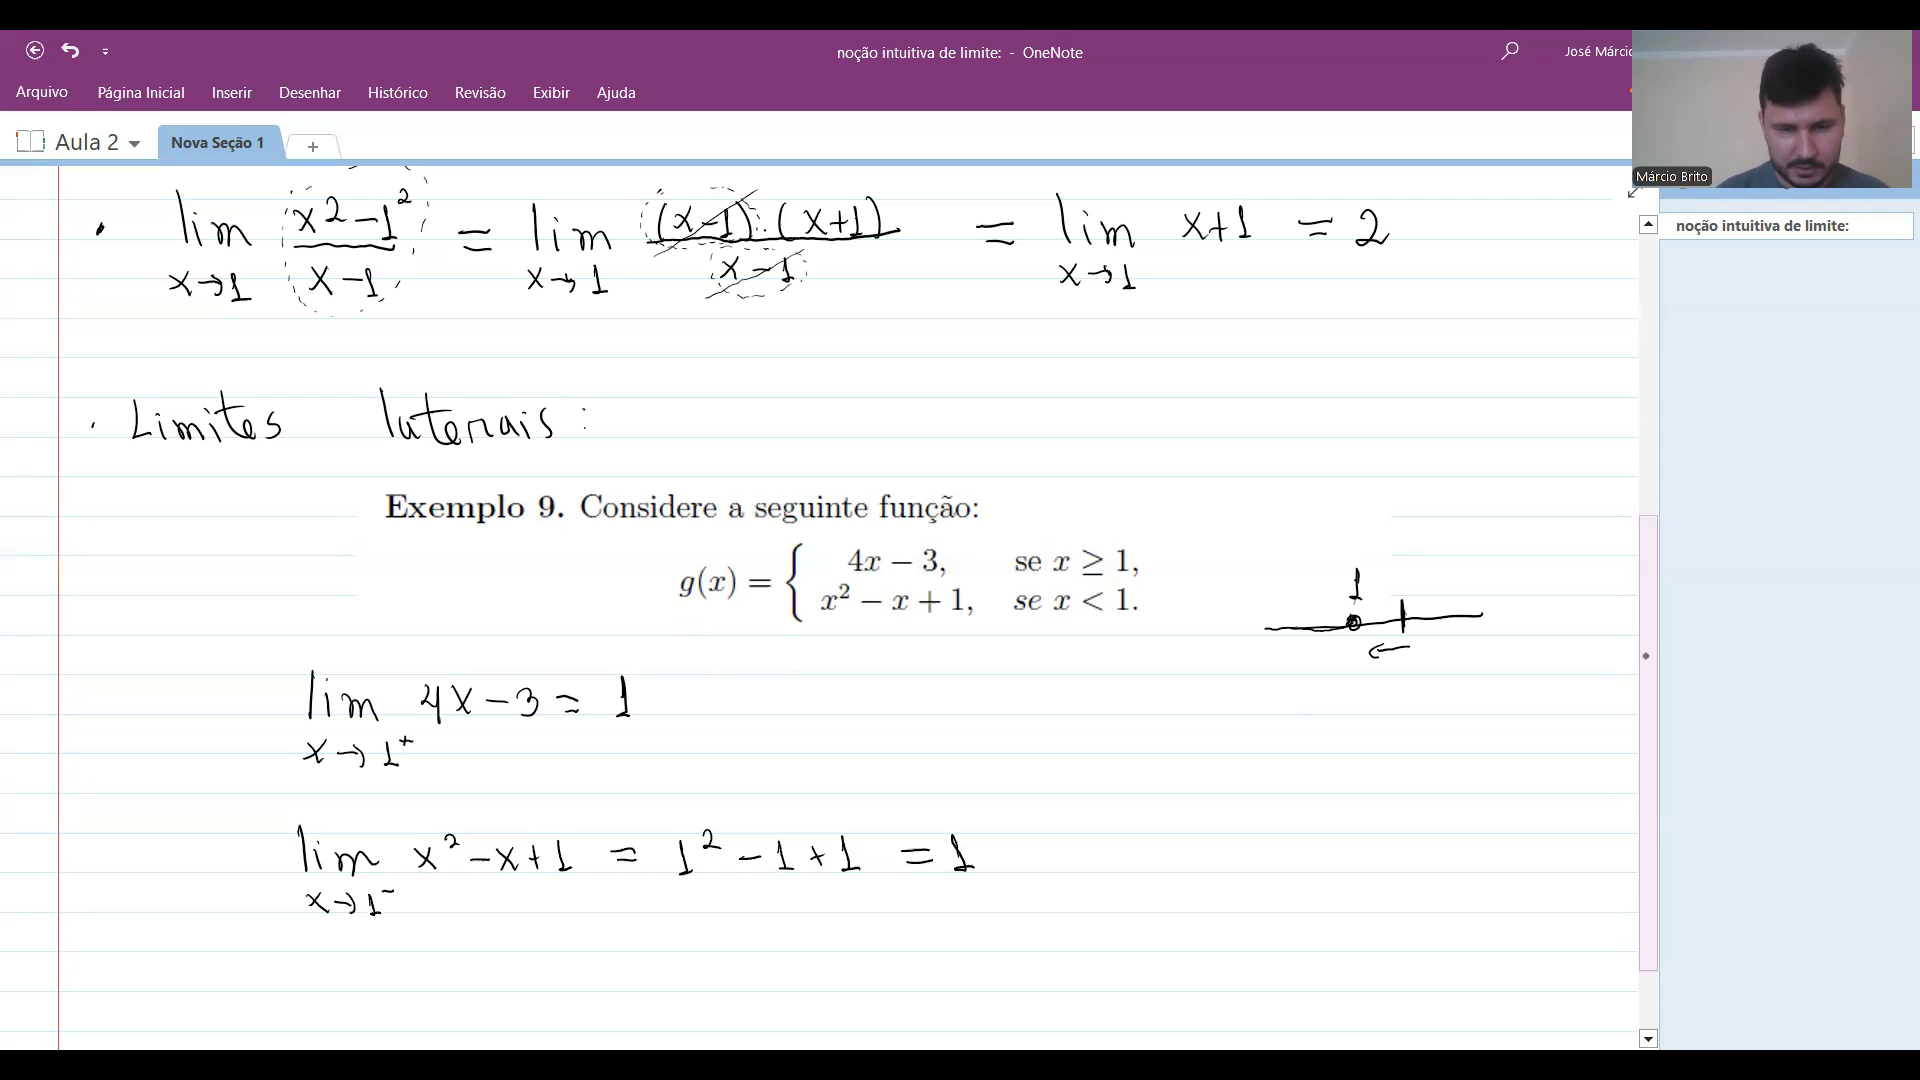 noção intuitiva de limite: - OneNote
José Márcio
Arquivo Página Inicial Inserir Desenhar Histórico Revisão Exibir Ajuda
Aula 2 Nova Seção 1 +
Márcio Brito
noção intuitiva de limite:
• lim x→1 (x² - 1²)/(x - 1) = lim x→1 ((x-1)·(x+1))/(x-1) = lim x→1 x+1 = 2
· Limites laterais:
Exemplo 9. Considere a seguinte função:
g(x) = { 4x − 3, se x ≥ 1,
x² − x + 1, se x < 1.
1
lim x→1⁺ 4x - 3 = 1
lim x→1⁻ x² - x + 1 = 1² - 1 + 1 = 1